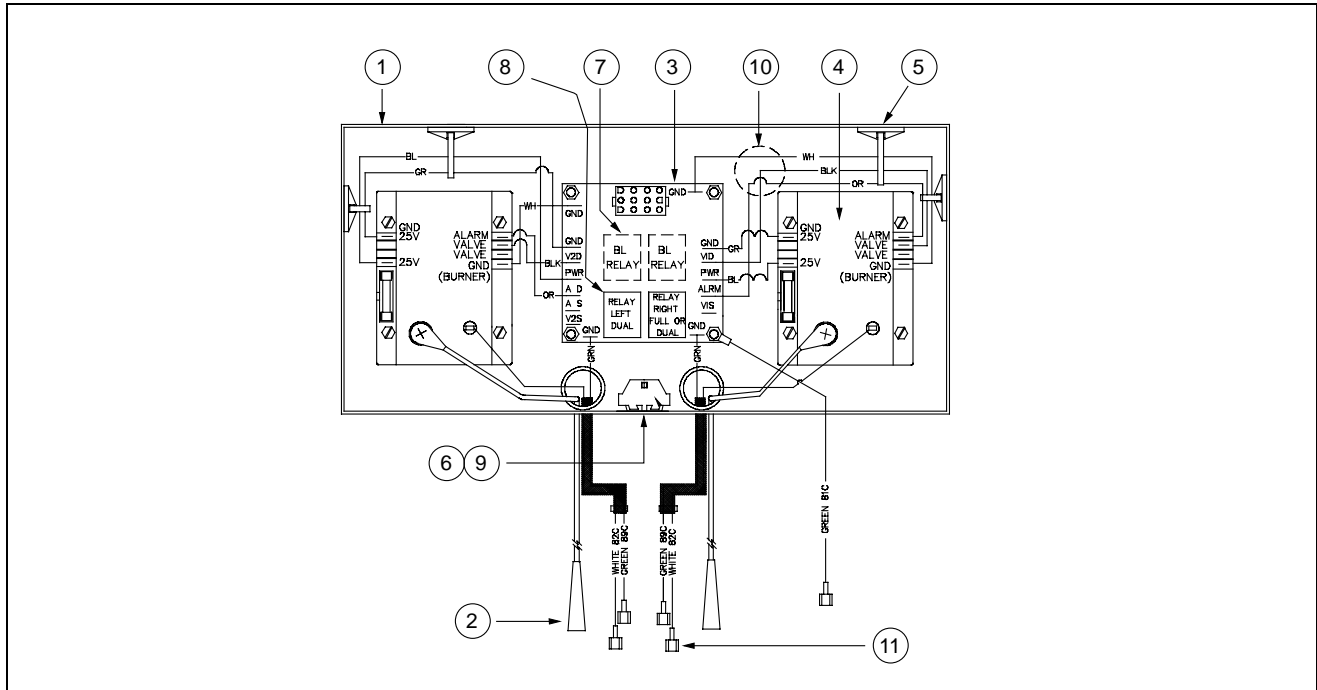 1
8
7
3
10
4
5
BL
GR
WH
BLK
OR
WH
GND
GND
GND
25V
25V
ALARM
VALVE
VALVE
GND
(BURNER)
BLK
OR
GND
V2D
PWR
A D
A S
V2S
GND
BL
RELAY
BL
RELAY
RELAY
LEFT
DUAL
RELAY
RIGHT
FULL OR
DUAL
GND
GND
VID
PWR
ALRM
VIS
GR
BL
GND
25V
25V
ALARM
VALVE
VALVE
GND
(BURNER)
GRN
GRN
6
9
WHITE 82C
GREEN 89C
GREEN 89C
WHITE 82C
GREEN 81C
2
11